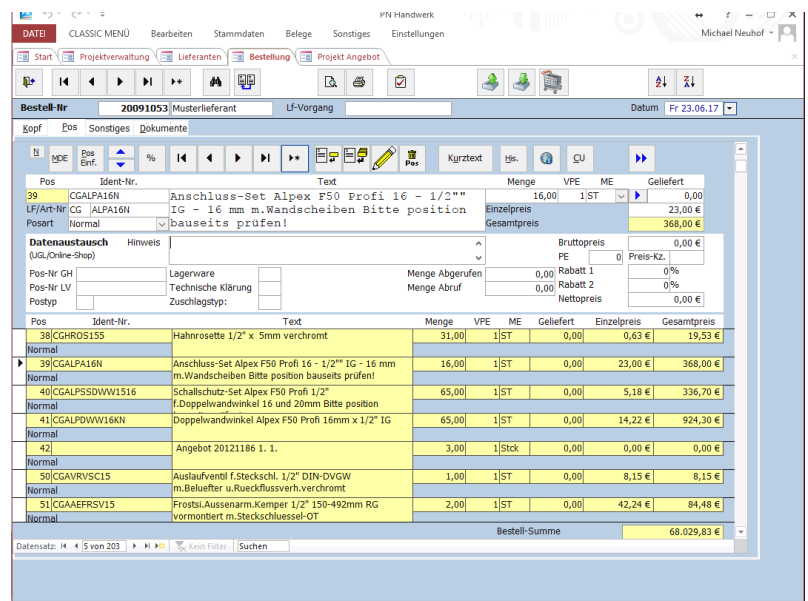 PN Handwerk
DATEI CLASSIC MENÜ Bearbeiten Stammdaten Belege Sonstiges Einstellungen Michael Neuhof
Start Projektverwaltung Lieferanten Bestellung Projekt Angebot
Bestell-Nr 20091053 Musterlieferant Lf-Vorgang Datum Fr 23.06.17
Kopf Pos Sonstiges Dokumente
N MDE Pos Einf. % Pos Kurztext His. CU
Pos Ident-Nr. Text Menge VPE ME Geliefert
39 CGALPA16N Anschluss-Set Alpex F50 Profi 16 - 1/2"" 16,00 1 ST 0,00
LF/Art-Nr CG ALPA16N IG - 16 mm m.Wandscheiben Bitte position Einzelpreis 23,00 €
Posart Normal bauseits prüfen! Gesamtpreis 368,00 €
Datenaustausch Hinweis Bruttopreis 0,00 €
(UGL/Online-Shop) PE 0 Preis-Kz.
Pos-Nr GH Lagerware Menge Abgerufen 0,00 Rabatt 1 0 %
Pos-Nr LV Technische Klärung Menge Abruf 0,00 Rabatt 2 0 %
Postyp Zuschlagstyp: Nettopreis 0,00 €
Pos Ident-Nr. Text Menge VPE ME Geliefert Einzelpreis Gesamtpreis
38 CGHROS155 Hahnrosette 1/2" x 5mm verchromt 31,00 1 ST 0,00 0,63 € 19,53 €
Normal
39 CGALPA16N Anschluss-Set Alpex F50 Profi 16 - 1/2"" IG - 16 mm 16,00 1 ST 0,00 23,00 € 368,00 €
Normal m.Wandscheiben Bitte position bauseits prüfen!
40 CGALPSSDWW1516 Schallschutz-Set Alpex F50 Profi 1/2" 65,00 1 ST 0,00 5,18 € 336,70 €
Normal f.Doppelwandwinkel 16 und 20mm Bitte position
41 CGALPDWW16KN Doppelwandwinkel Alpex F50 Profi 16mm x 1/2" IG 65,00 1 ST 0,00 14,22 € 924,30 €
Normal
42 Angebot 20121186 1. 1. 3,00 1 Stck 0,00 0,00 € 0,00 €
Normal
50 CGAVRVSC15 Auslaufventil f.Steckschl. 1/2" DIN-DVGW 1,00 1 ST 0,00 8,15 € 8,15 €
Normal m.Beluefter u.Rueckflussverh.verchromt
51 CGAAEFRSV15 Frostsi.Aussenarm.Kemper 1/2" 150-492mm RG 2,00 1 ST 0,00 42,24 € 84,48 €
Normal vormontiert m.Steckschluessel-OT
Bestell-Summe 68.029,83 €
Datensatz: 5 von 203 Kein Filter Suchen